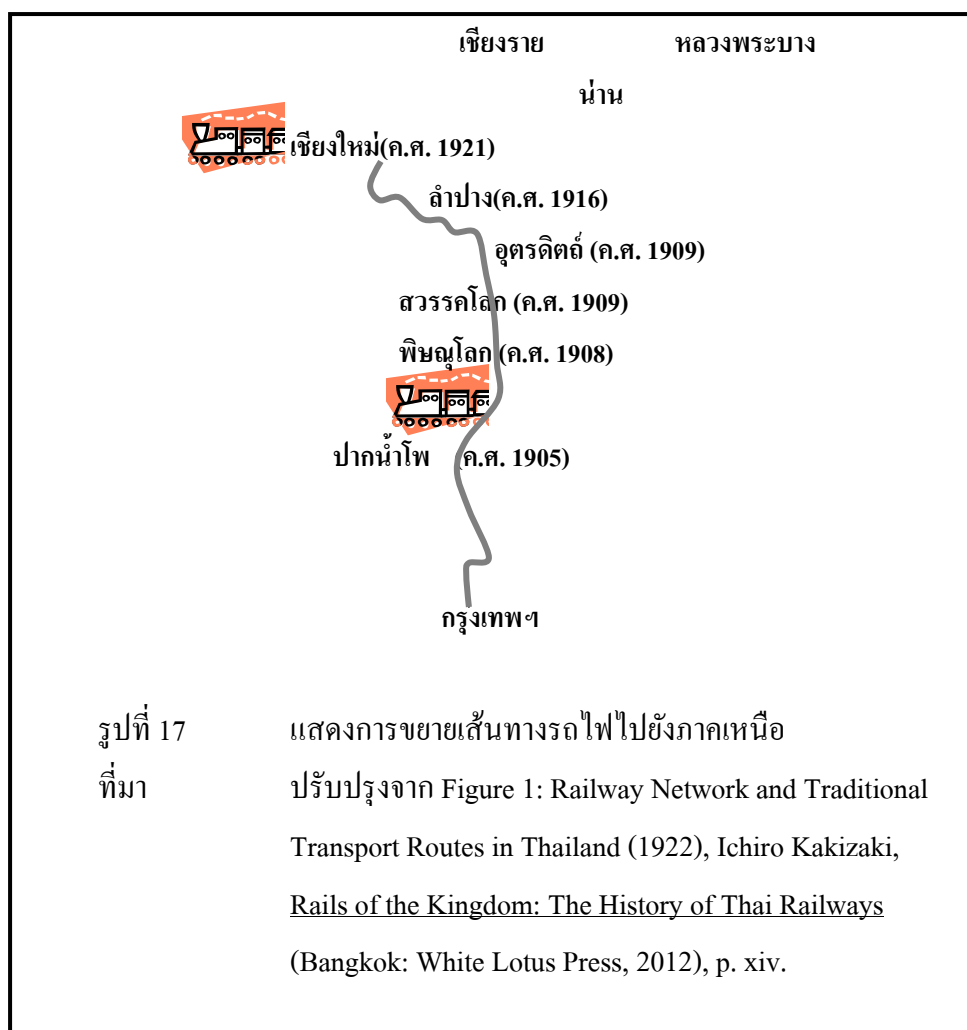 เชียงราย หลวงพระบาง
น่าน
เชียงใหม่(ค.ศ. 1921)
ลำปาง(ค.ศ. 1916)
อุตรดิตถ์ (ค.ศ. 1909)
สวรรคโลก (ค.ศ. 1909)
พิษณุโลก (ค.ศ. 1908)
ปากน้ำโพ (ค.ศ. 1905)
กรุงเทพฯ
รูปที่ 17 แสดงการขยายเส้นทางรถไฟไปยังภาคเหนือ
ที่มา ปรับปรุงจาก Figure 1: Railway Network and Traditional
Transport Routes in Thailand (1922), Ichiro Kakizaki,
Rails of the Kingdom: The History of Thai Railways
(Bangkok: White Lotus Press, 2012), p. xiv.